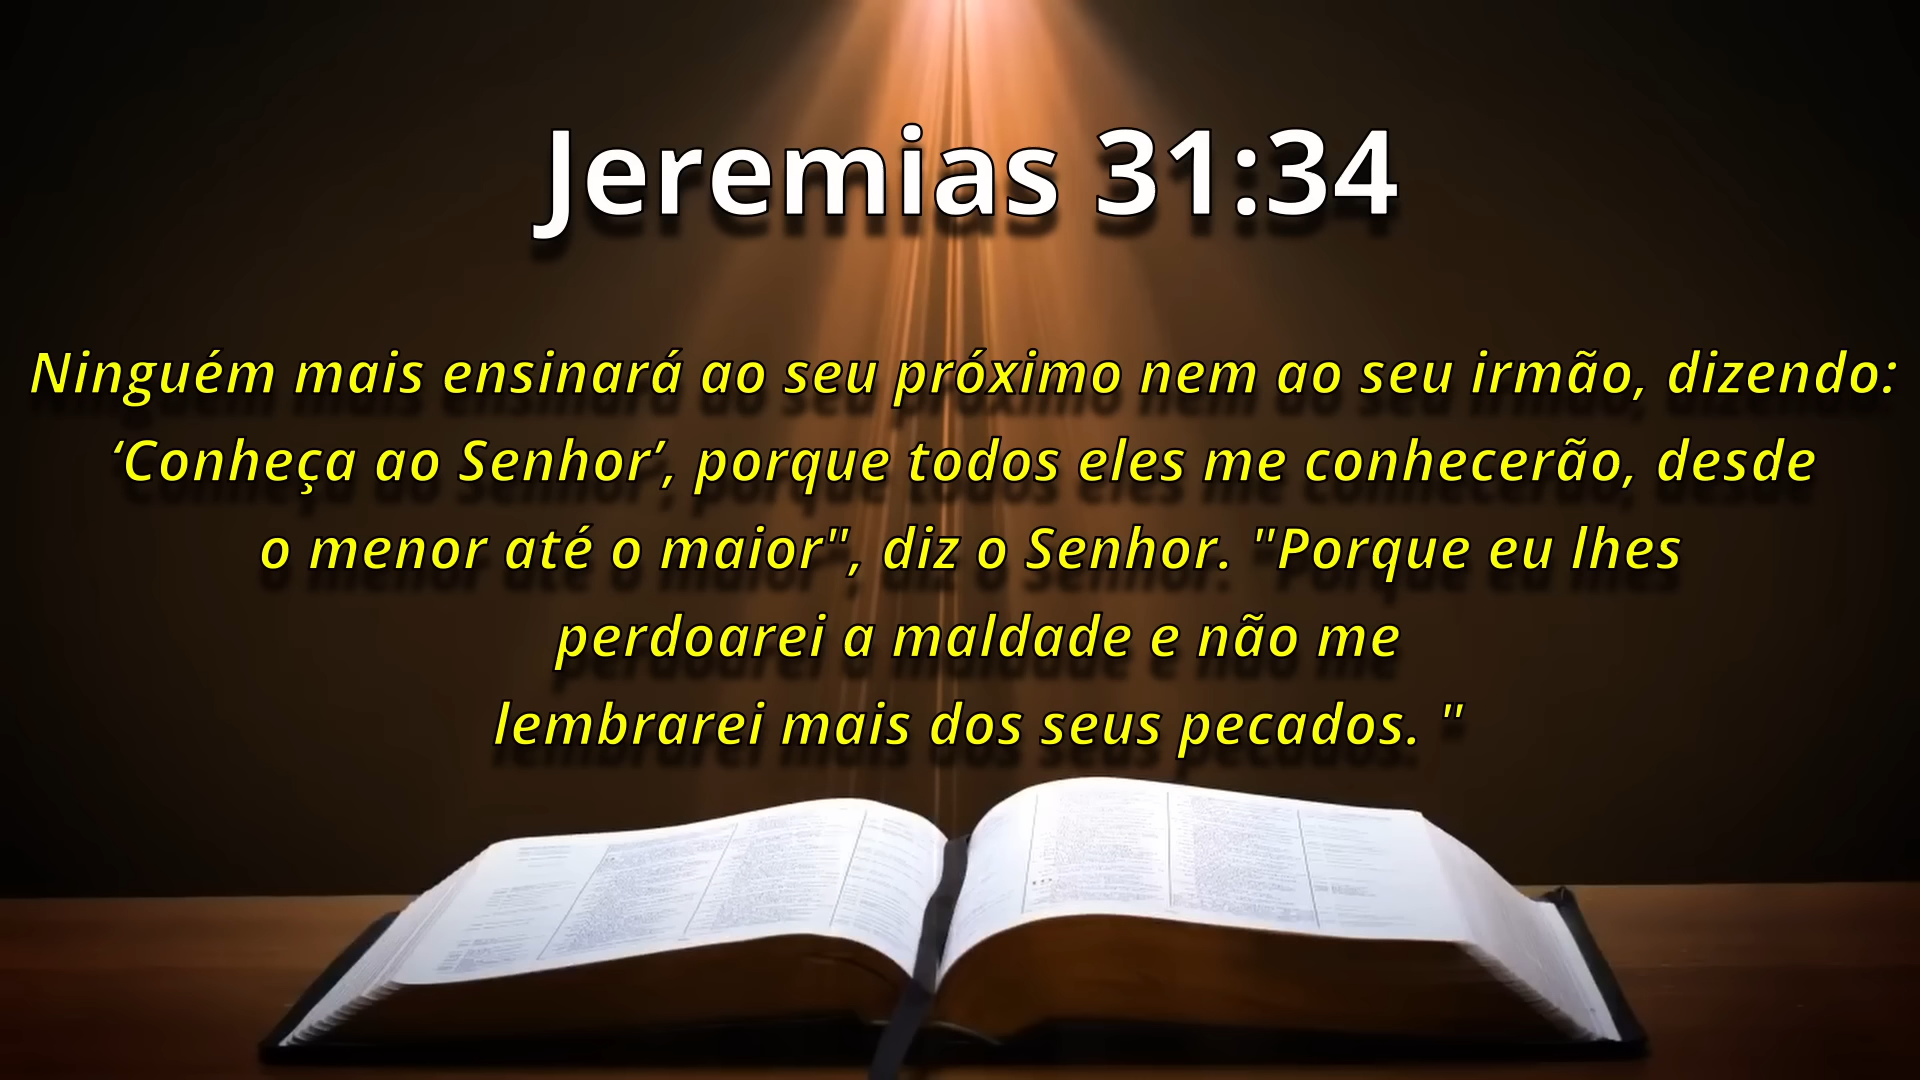 Jeremias 31:34
Ninguém mais ensinará ao seu próximo nem ao seu irmão, dizendo:
‘Conheça ao Senhor’, porque todos eles me conhecerão, desde
o menor até o maior", diz o Senhor. "Porque eu lhes
perdoarei a maldade e não me
lembrarei mais dos seus pecados. "